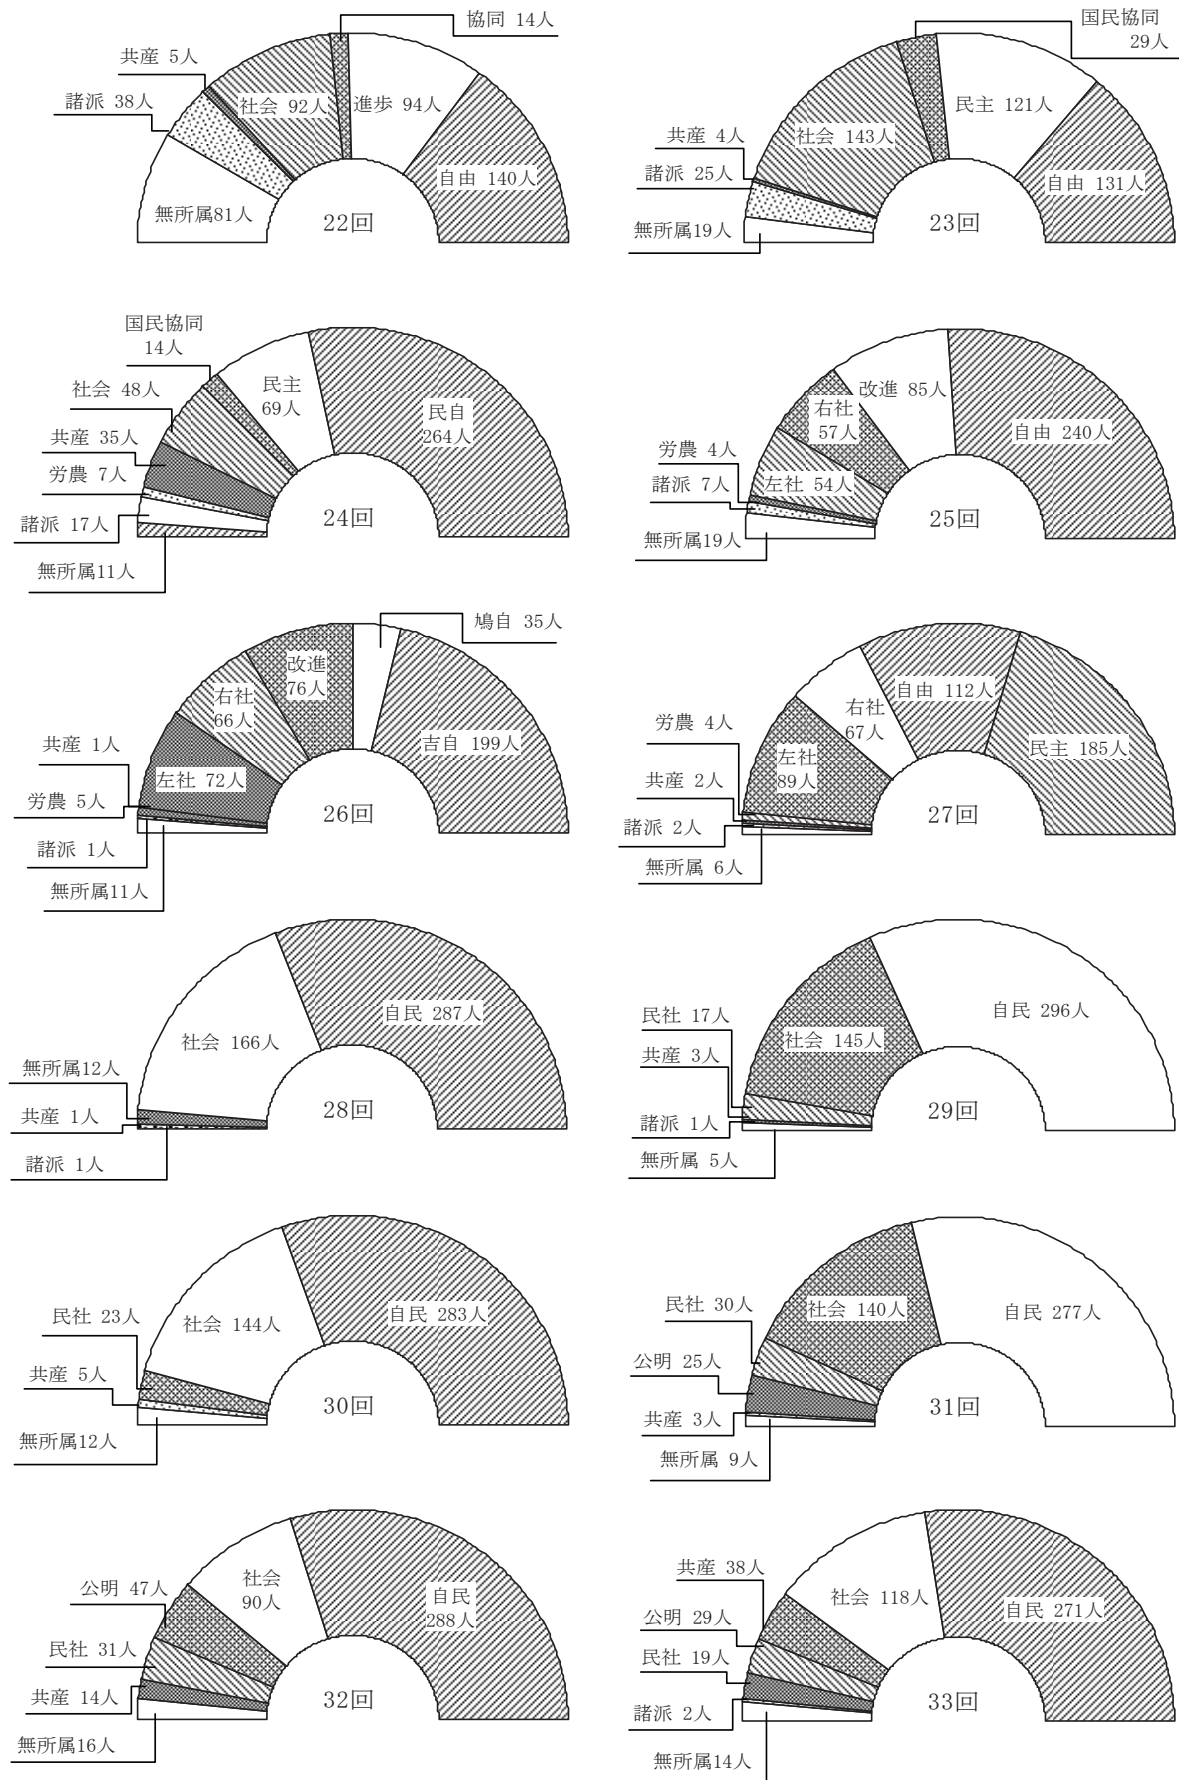 協同 14人
共産 5人
諸派 38人
社会 92人
進歩 94人
自由 140人
無所属81人
22回
国民協同
29人
民主 121人
社会 143人
共産 4人
諸派 25人
自由 131人
無所属19人
23回
国民協同
14人
社会 48人
民主
69人
民自
264人
共産 35人
労農 7人
諸派 17人
24回
無所属11人
改進 85人
右社
57人
自由 240人
労農 4人
左社 54人
諸派 7人
25回
無所属19人
鳩自 35人
改進
76人
右社
66人
吉自 199人
共産 1人
左社 72人
労農 5人
26回
諸派 1人
無所属11人
自由 112人
右社
67人
労農 4人
民主 185人
左社
89人
共産 2人
27回
諸派 2人
無所属 6人
自民 287人
社会 166人
無所属12人
共産 1人
28回
諸派 1人
自民 296人
民社 17人
社会 145人
共産 3人
諸派 1人
29回
無所属 5人
自民 283人
社会 144人
民社 23人
共産 5人
30回
無所属12人
民社 30人
社会 140人
自民 277人
公明 25人
31回
共産 3人
無所属 9人
公明 47人
社会
90人
自民
288人
民社 31人
共産 14人
32回
無所属16人
共産 38人
社会 118人
自民 271人
公明 29人
民社 19人
諸派 2人
33回
無所属14人